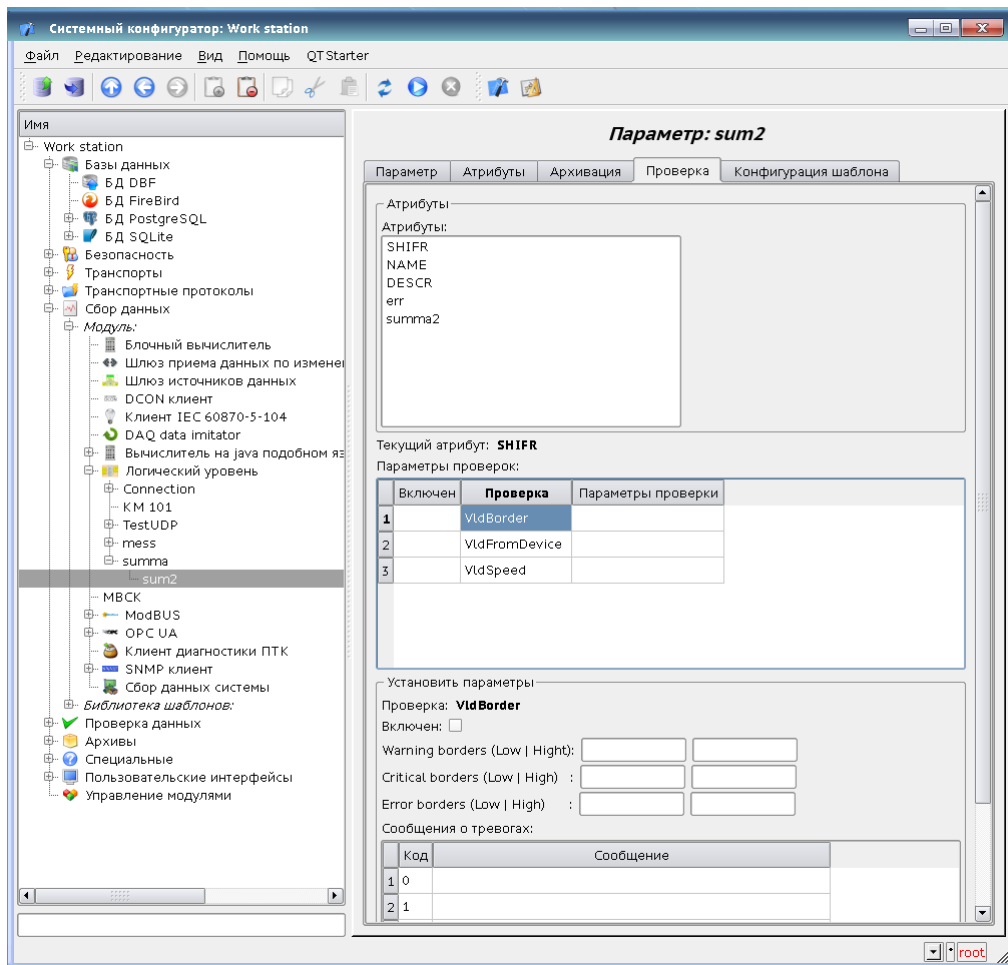 Системный конфигуратор: Work station
Файл Редактирование Вид Помощь QTStarter
Имя
Work station
Базы данных
БД DBF
БД FireBird
БД PostgreSQL
БД SQLite
Безопасность
Транспорты
Транспортные протоколы
Сбор данных
Модуль:
Блочный вычислитель
Шлюз приема данных по измене
Шлюз источников данных
DCON клиент
Клиент IEC 60870-5-104
DAQ data imitator
Вычислитель на java подобном яз
Логический уровень
Connection
КМ 101
TestUDP
mess
summa
sum2
МВСК
ModBUS
OPC UA
Клиент диагностики ПТК
SNMP клиент
Сбор данных системы
Библиотека шаблонов:
Проверка данных
Архивы
Специальные
Пользовательские интерфейсы
Управление модулями
Параметр: sum2
Параметр Атрибуты Архивация Проверка Конфигурация шаблона
Атрибуты
Атрибуты:
SHIFR
NAME
DESCR
err
summa2
Текущий атрибут: SHIFR
Параметры проверок:
Включен Проверка Параметры проверки
1 VldBorder
2 VldFromDevice
3 VldSpeed
Установить параметры
Проверка: VldBorder
Включен:
Warning borders (Low | Hight):
Critical borders (Low | High) :
Error borders (Low | High) :
Сообщения о тревогах:
Код Сообщение
1 0
2 1
root